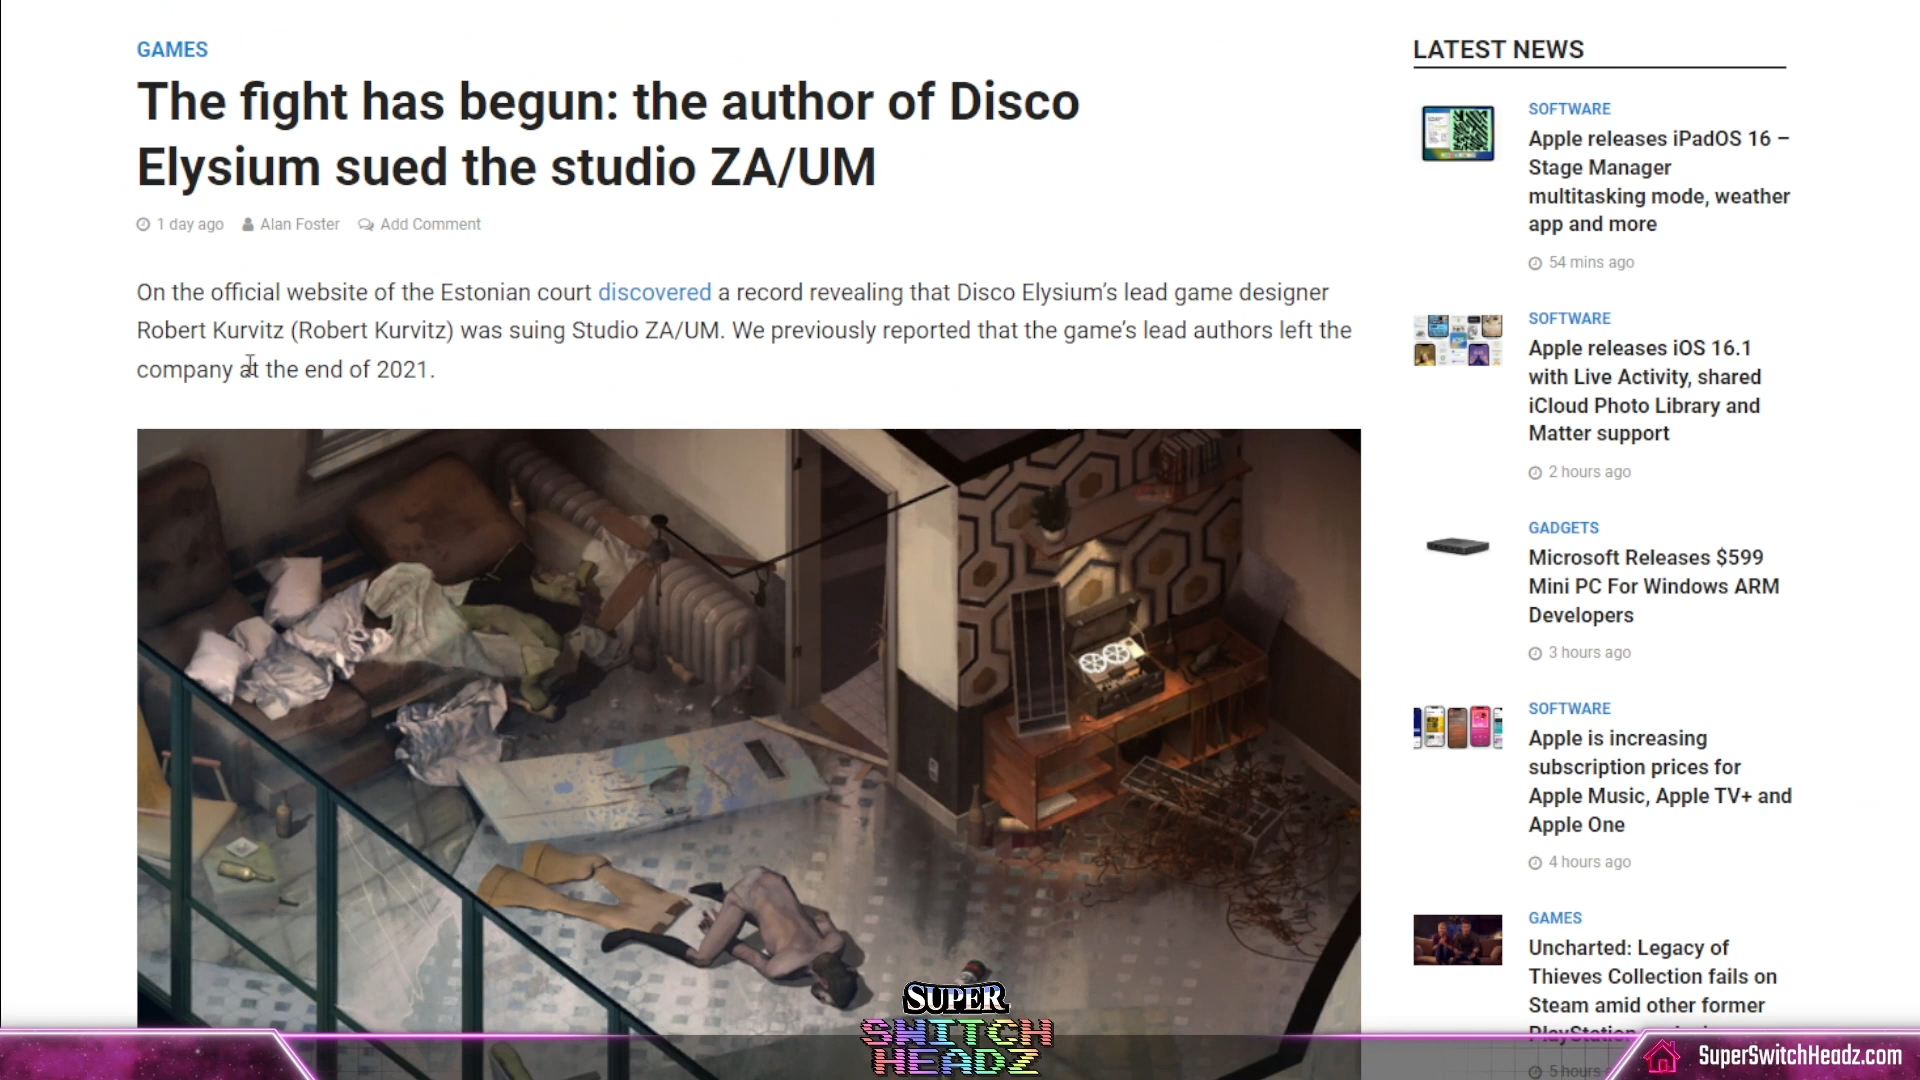 GAMES
The fight has begun: the author of Disco
Elysium sued the studio ZA/UM
1 day ago Alan Foster Add Comment
On the official website of the Estonian court discovered a record revealing that Disco Elysium's lead game designer
Robert Kurvitz (Robert Kurvitz) was suing Studio ZA/UM. We previously reported that the game's lead authors left the
company at the end of 2021.
LATEST NEWS
SOFTWARE
Apple releases iPadOS 16 –
Stage Manager
multitasking mode, weather
app and more
54 mins ago
SOFTWARE
Apple releases iOS 16.1
with Live Activity, shared
iCloud Photo Library and
Matter support
2 hours ago
GADGETS
Microsoft Releases $599
Mini PC For Windows ARM
Developers
3 hours ago
SOFTWARE
Apple is increasing
subscription prices for
Apple Music, Apple TV+ and
Apple One
4 hours ago
GAMES
Uncharted: Legacy of
Thieves Collection fails on
Steam amid other former
PlayStation
5 hours
SUPER
SWITCH
HEADZ
SuperSwitchHeadz.com